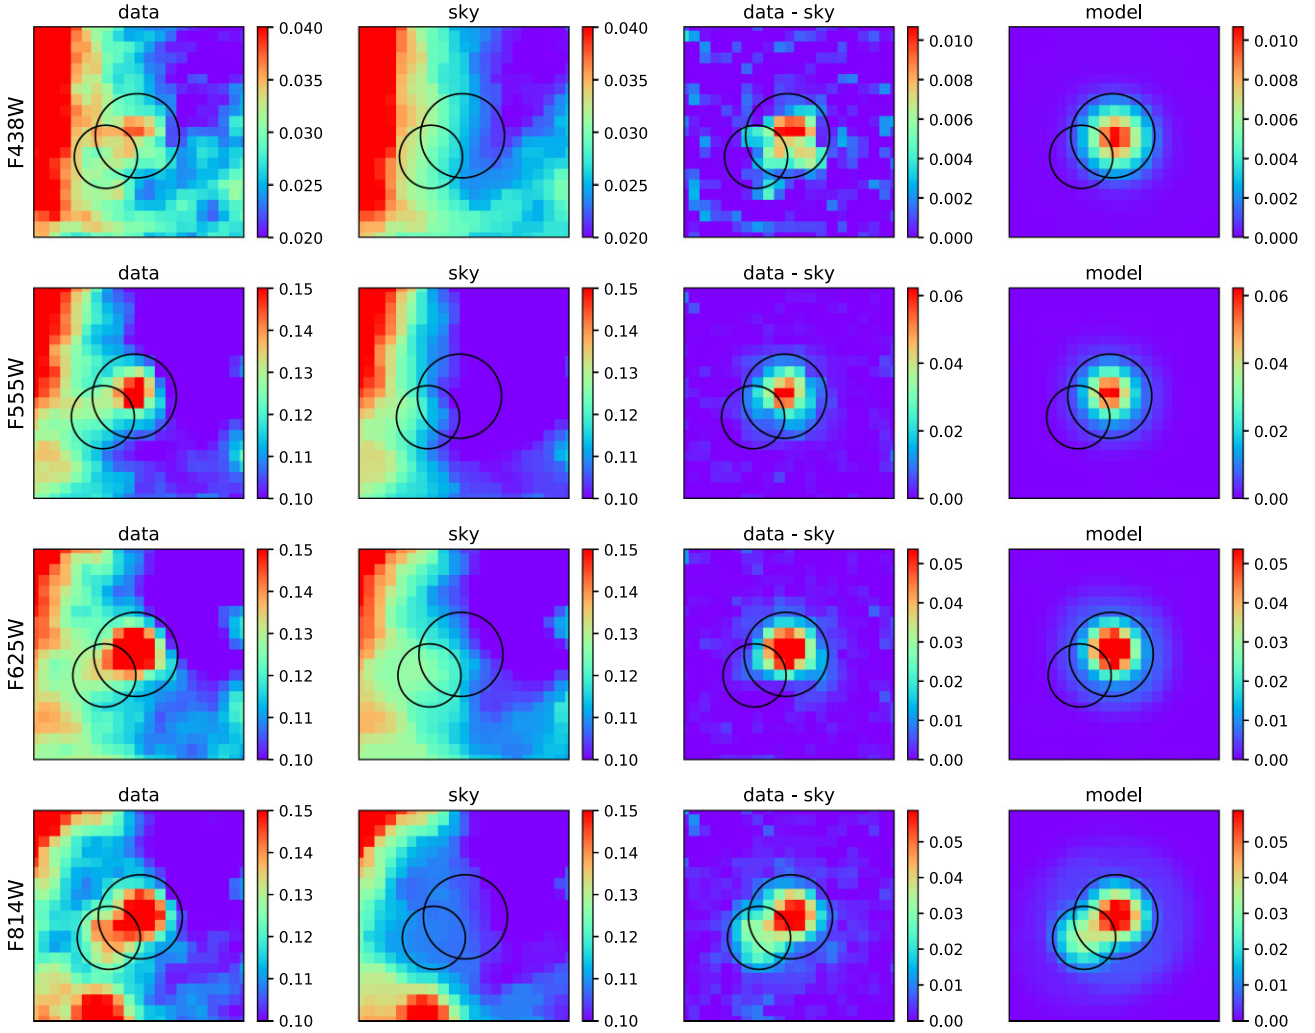 data sky data - sky model
F438W
0.040 0.040 0.010
0.035 0.035 0.008
0.030 0.030 0.006
0.025 0.025 0.004
0.020 0.020 0.002
0.000
0.010
0.008
0.006
0.004
0.002
0.000
data sky data - sky model
F555W
0.15 0.15 0.06 0.06
0.14 0.14 0.04 0.04
0.13 0.13 0.02 0.02
0.12 0.12 0.00 0.00
0.11 0.11
0.10 0.10
data sky data - sky model
F625W
0.15 0.15 0.05 0.05
0.14 0.14 0.04 0.04
0.13 0.13 0.03 0.03
0.12 0.12 0.02 0.02
0.11 0.11 0.01 0.01
0.10 0.10 0.00 0.00
data sky data - sky model
F814W
0.15 0.15 0.05 0.05
0.14 0.14 0.04 0.04
0.13 0.13 0.03 0.03
0.12 0.12 0.02 0.02
0.11 0.11 0.01 0.01
0.10 0.10 0.00 0.00